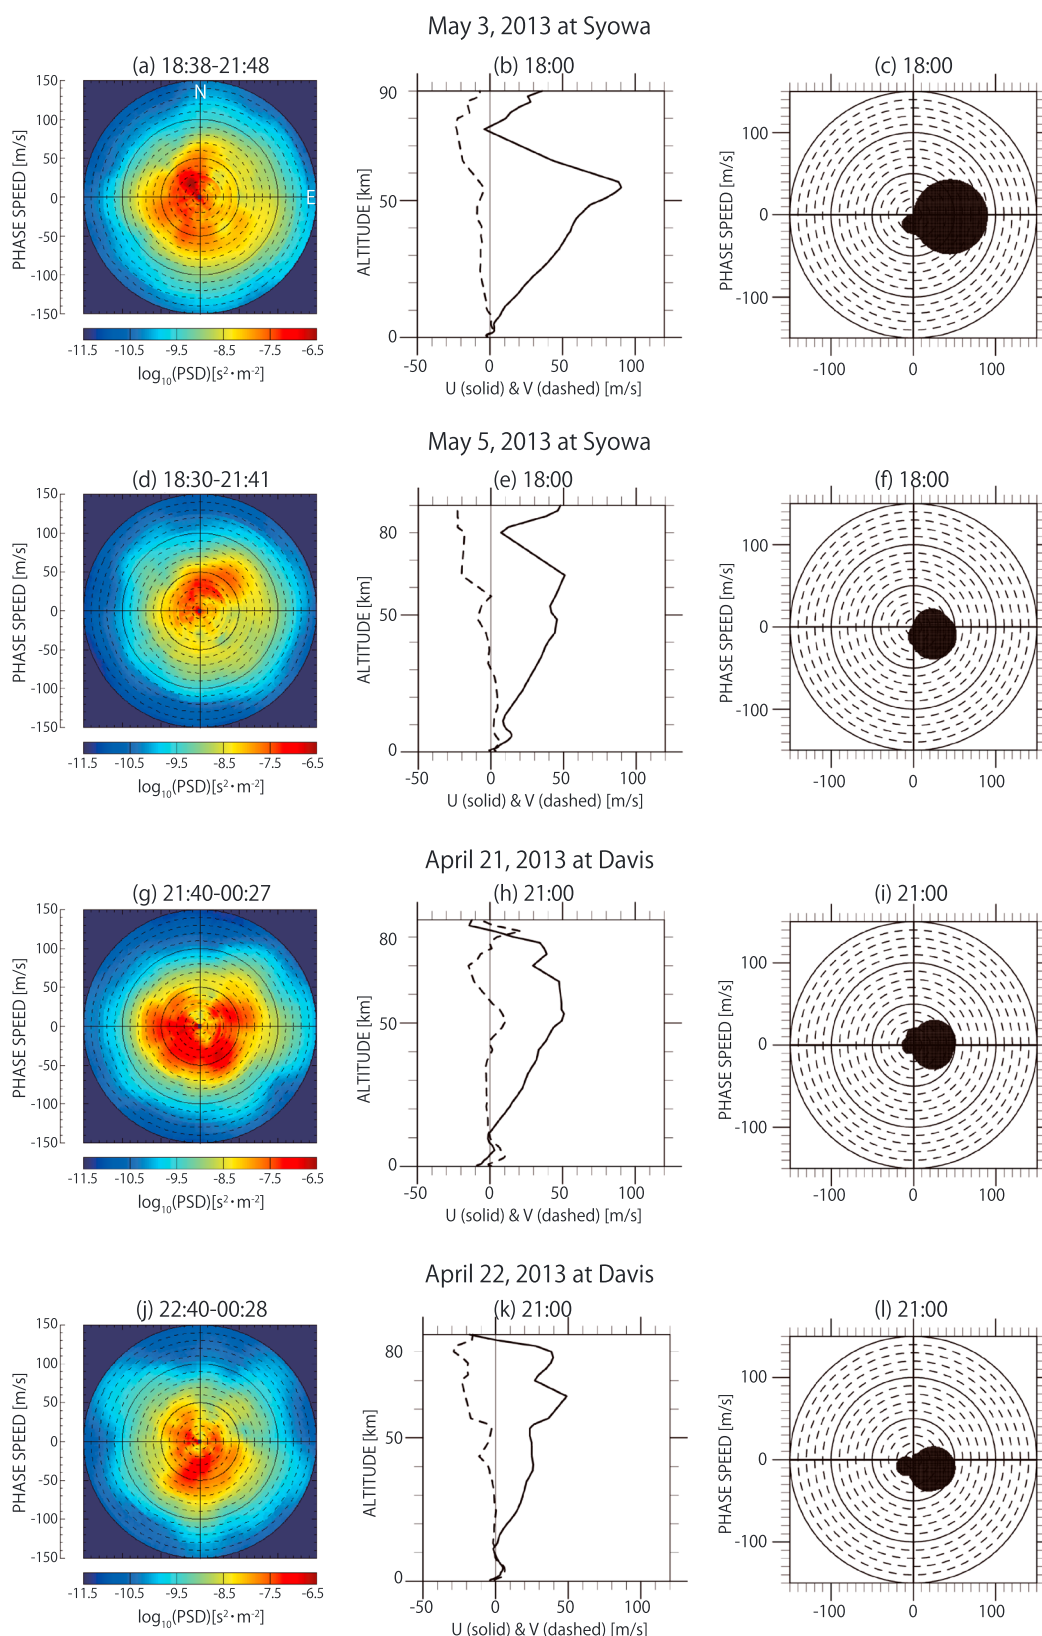 May 3, 2013 at Syowa
(a) 18:38-21:48
(b) 18:00
(c) 18:00
150
100
50
0
-50
-100
-150
PHASE SPEED [m/s]
N
E
-11.5 -10.5 -9.5 -8.5 -7.5 -6.5
log10(PSD)[s²・m⁻²]
90
50
0
ALTITUDE [km]
-50 0 50 100
U (solid) & V (dashed) [m/s]
100
0
-100
PHASE SPEED [m/s]
-100 0 100
May 5, 2013 at Syowa
(d) 18:30-21:41
(e) 18:00
(f) 18:00
150
100
50
0
-50
-100
-150
PHASE SPEED [m/s]
-11.5 -10.5 -9.5 -8.5 -7.5 -6.5
log10(PSD)[s²・m⁻²]
80
50
0
ALTITUDE [km]
-50 0 50 100
U (solid) & V (dashed) [m/s]
100
0
-100
PHASE SPEED [m/s]
-100 0 100
April 21, 2013 at Davis
(g) 21:40-00:27
(h) 21:00
(i) 21:00
150
100
50
0
-50
-100
-150
PHASE SPEED [m/s]
-11.5 -10.5 -9.5 -8.5 -7.5 -6.5
log10(PSD)[s²・m⁻²]
80
50
0
ALTITUDE [km]
-50 0 50 100
U (solid) & V (dashed) [m/s]
100
0
-100
PHASE SPEED [m/s]
-100 0 100
April 22, 2013 at Davis
(j) 22:40-00:28
(k) 21:00
(l) 21:00
150
100
50
0
-50
-100
-150
PHASE SPEED [m/s]
-11.5 -10.5 -9.5 -8.5 -7.5 -6.5
log10(PSD)[s²・m⁻²]
80
50
0
ALTITUDE [km]
-50 0 50 100
U (solid) & V (dashed) [m/s]
100
0
-100
PHASE SPEED [m/s]
-100 0 100